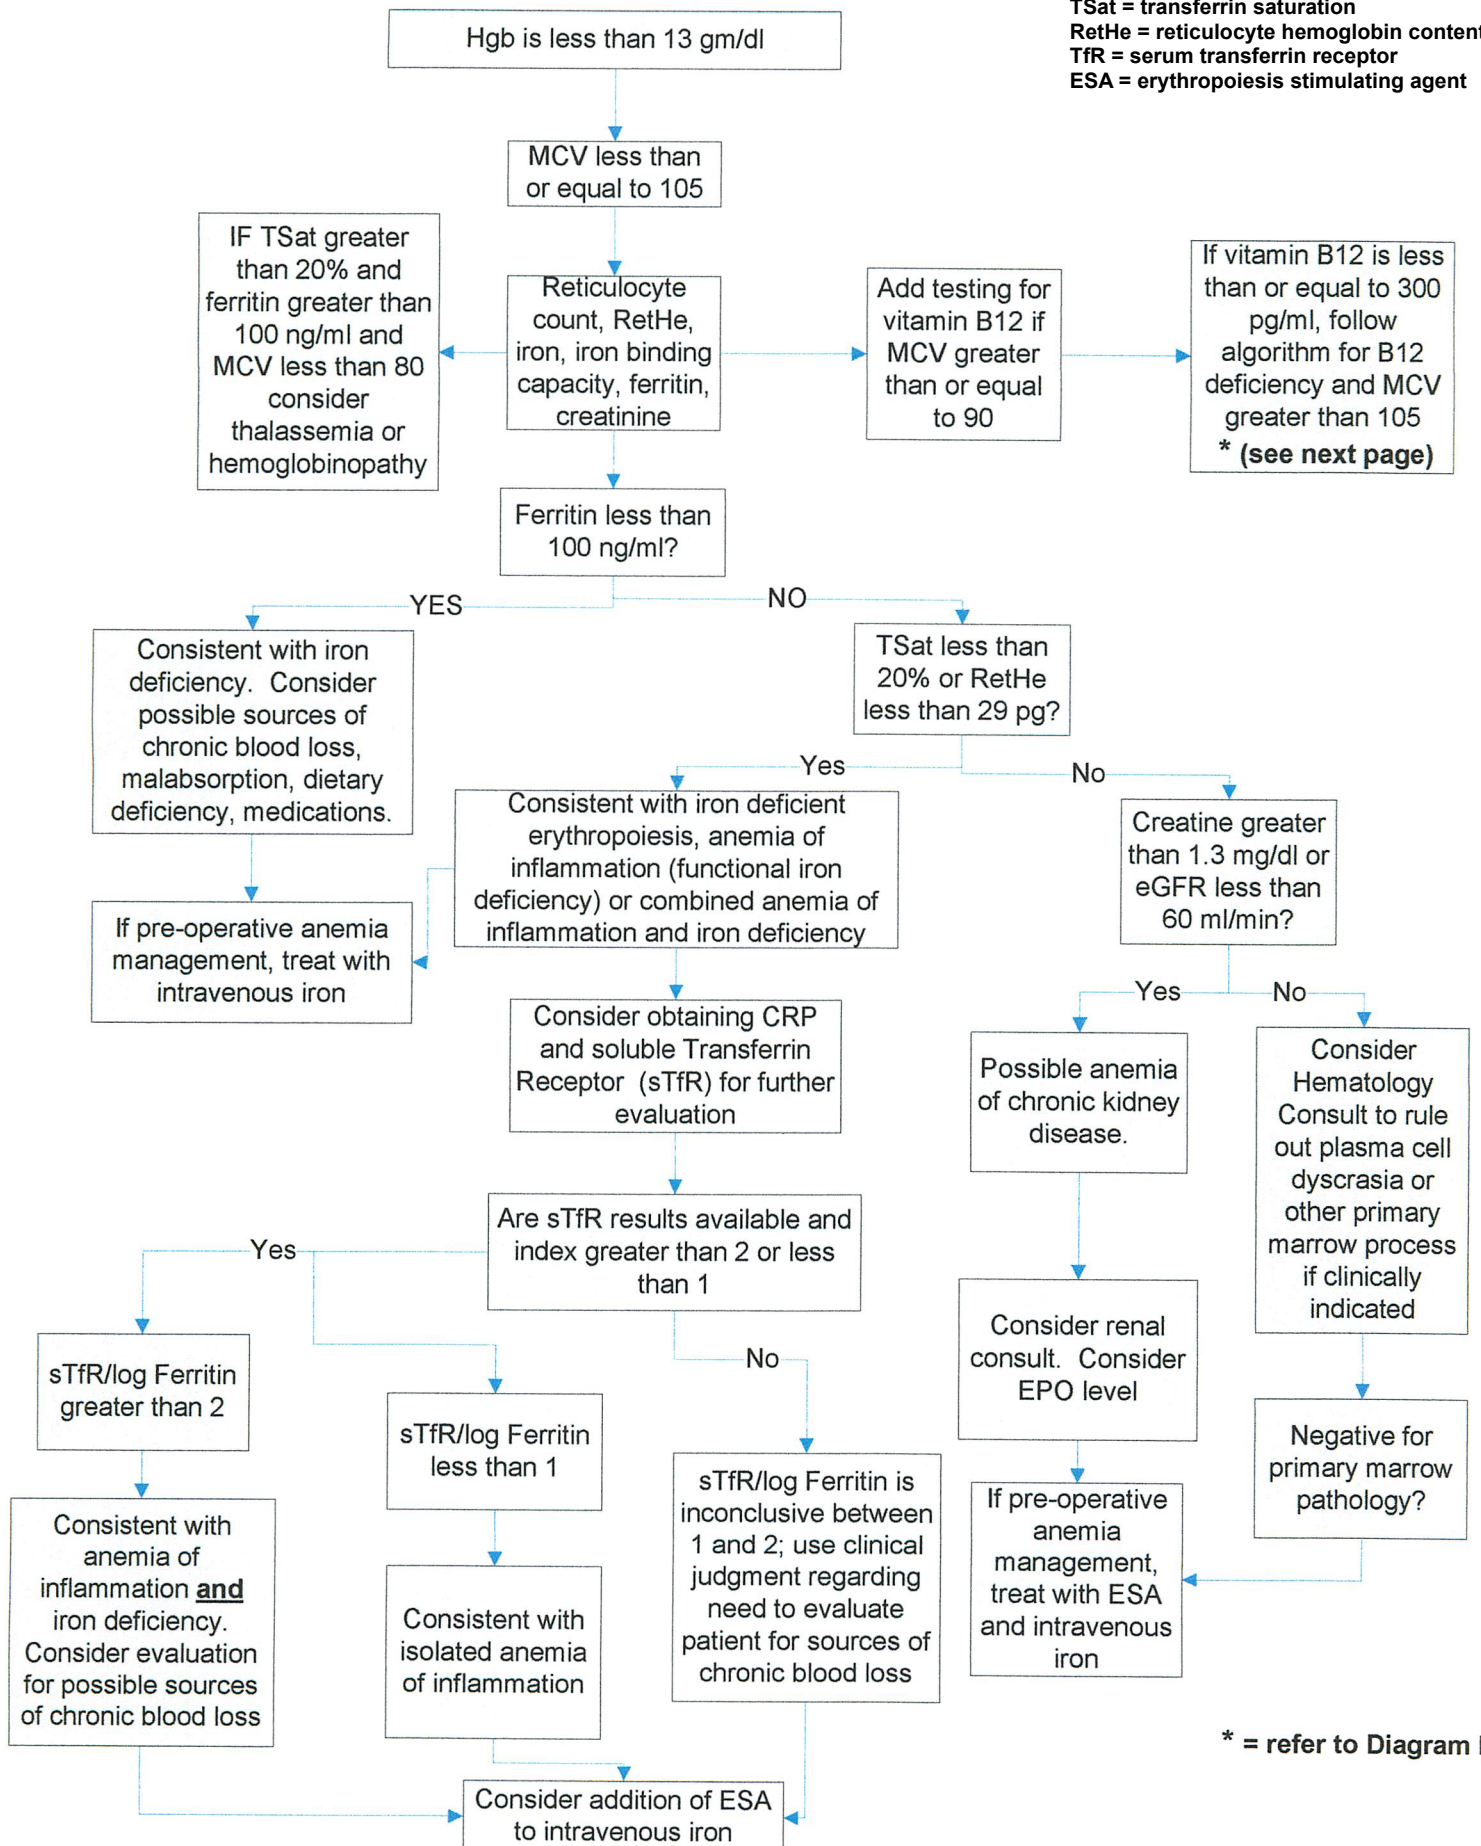 TSat = transferrin saturation
RetHe = reticulocyte hemoglobin content
TfR = serum transferrin receptor
ESA = erythropoiesis stimulating agent
Hgb is less than 13 gm/dl
MCV less than
or equal to 105
IF TSat greater
than 20% and
ferritin greater than
100 ng/ml and
MCV less than 80
consider
thalassemia or
hemoglobinopathy
Reticulocyte
count, RetHe,
iron, iron binding
capacity, ferritin,
creatinine
Add testing for
vitamin B12 if
MCV greater
than or equal
to 90
If vitamin B12 is less
than or equal to 300
pg/ml, follow
algorithm for B12
deficiency and MCV
greater than 105
* (see next page)
Ferritin less than
100 ng/ml?
YES
NO
Consistent with iron
deficiency. Consider
possible sources of
chronic blood loss,
malabsorption, dietary
deficiency, medications.
TSat less than
20% or RetHe
less than 29 pg?
Yes
No
If pre-operative anemia
management, treat with
intravenous iron
Consistent with iron deficient
erythropoiesis, anemia of
inflammation (functional iron
deficiency) or combined anemia of
inflammation and iron deficiency
Creatine greater
than 1.3 mg/dl or
eGFR less than
60 ml/min?
Yes
No
Consider obtaining CRP
and soluble Transferrin
Receptor (sTfR) for further
evaluation
Possible anemia
of chronic kidney
disease.
Consider
Hematology
Consult to rule
out plasma cell
dyscrasia or
other primary
marrow process
if clinically
indicated
Are sTfR results available and
index greater than 2 or less
than 1
Yes
No
Consider renal
consult. Consider
EPO level
sTfR/log Ferritin
greater than 2
sTfR/log Ferritin
less than 1
sTfR/log Ferritin is
inconclusive between
1 and 2; use clinical
judgment regarding
need to evaluate
patient for sources of
chronic blood loss
Negative for
primary marrow
pathology?
If pre-operative
anemia
management,
treat with ESA
and intravenous
iron
Consistent with
anemia of
inflammation and
iron deficiency.
Consider evaluation
for possible sources
of chronic blood loss
Consistent with
isolated anemia
of inflammation
* = refer to Diagram
Consider addition of ESA
to intravenous iron